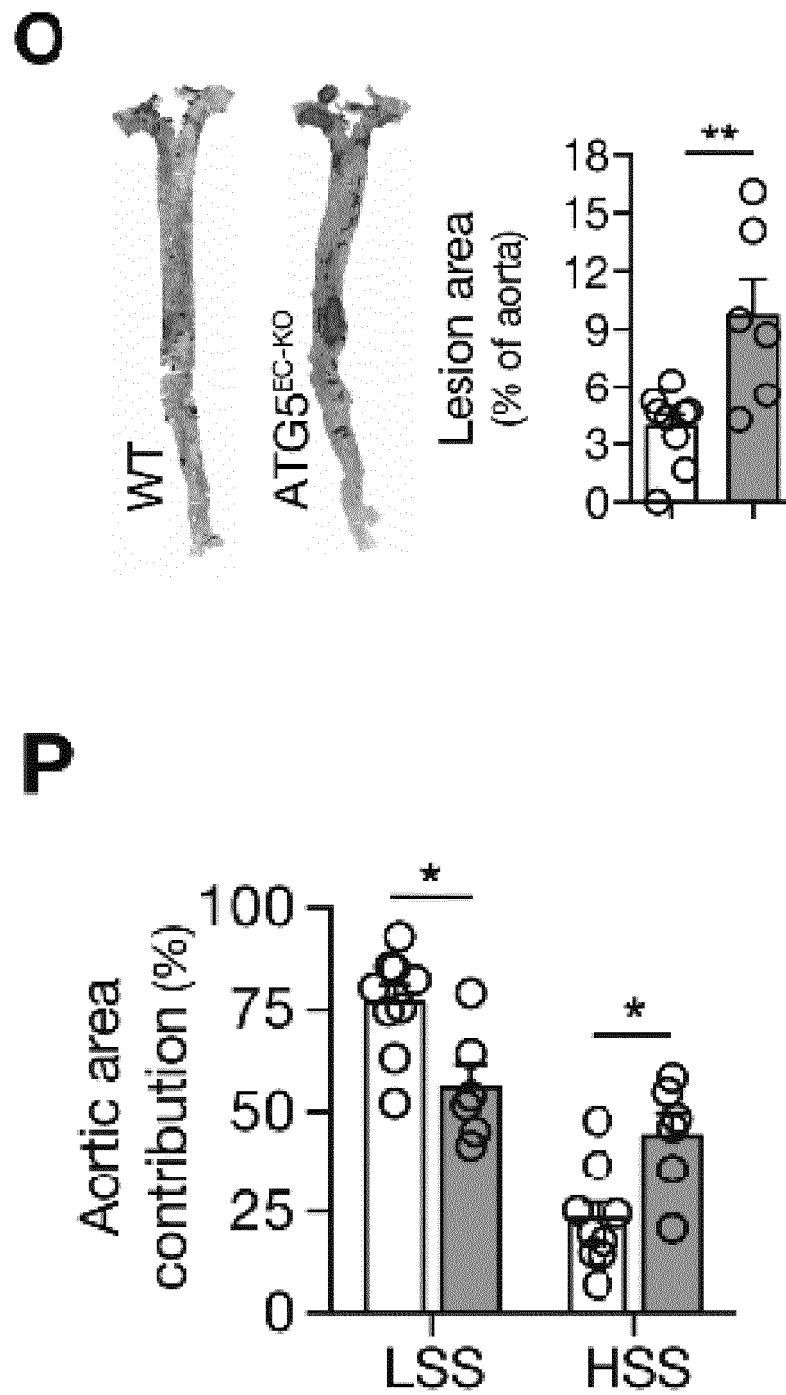 O
WT
ATG5EC-KO
Lesion area
(% of aorta)
18
15
12
9
6
3
0
**
P
Aortic area
contribution (%)
100
75
50
25
0
*
*
LSS
HSS